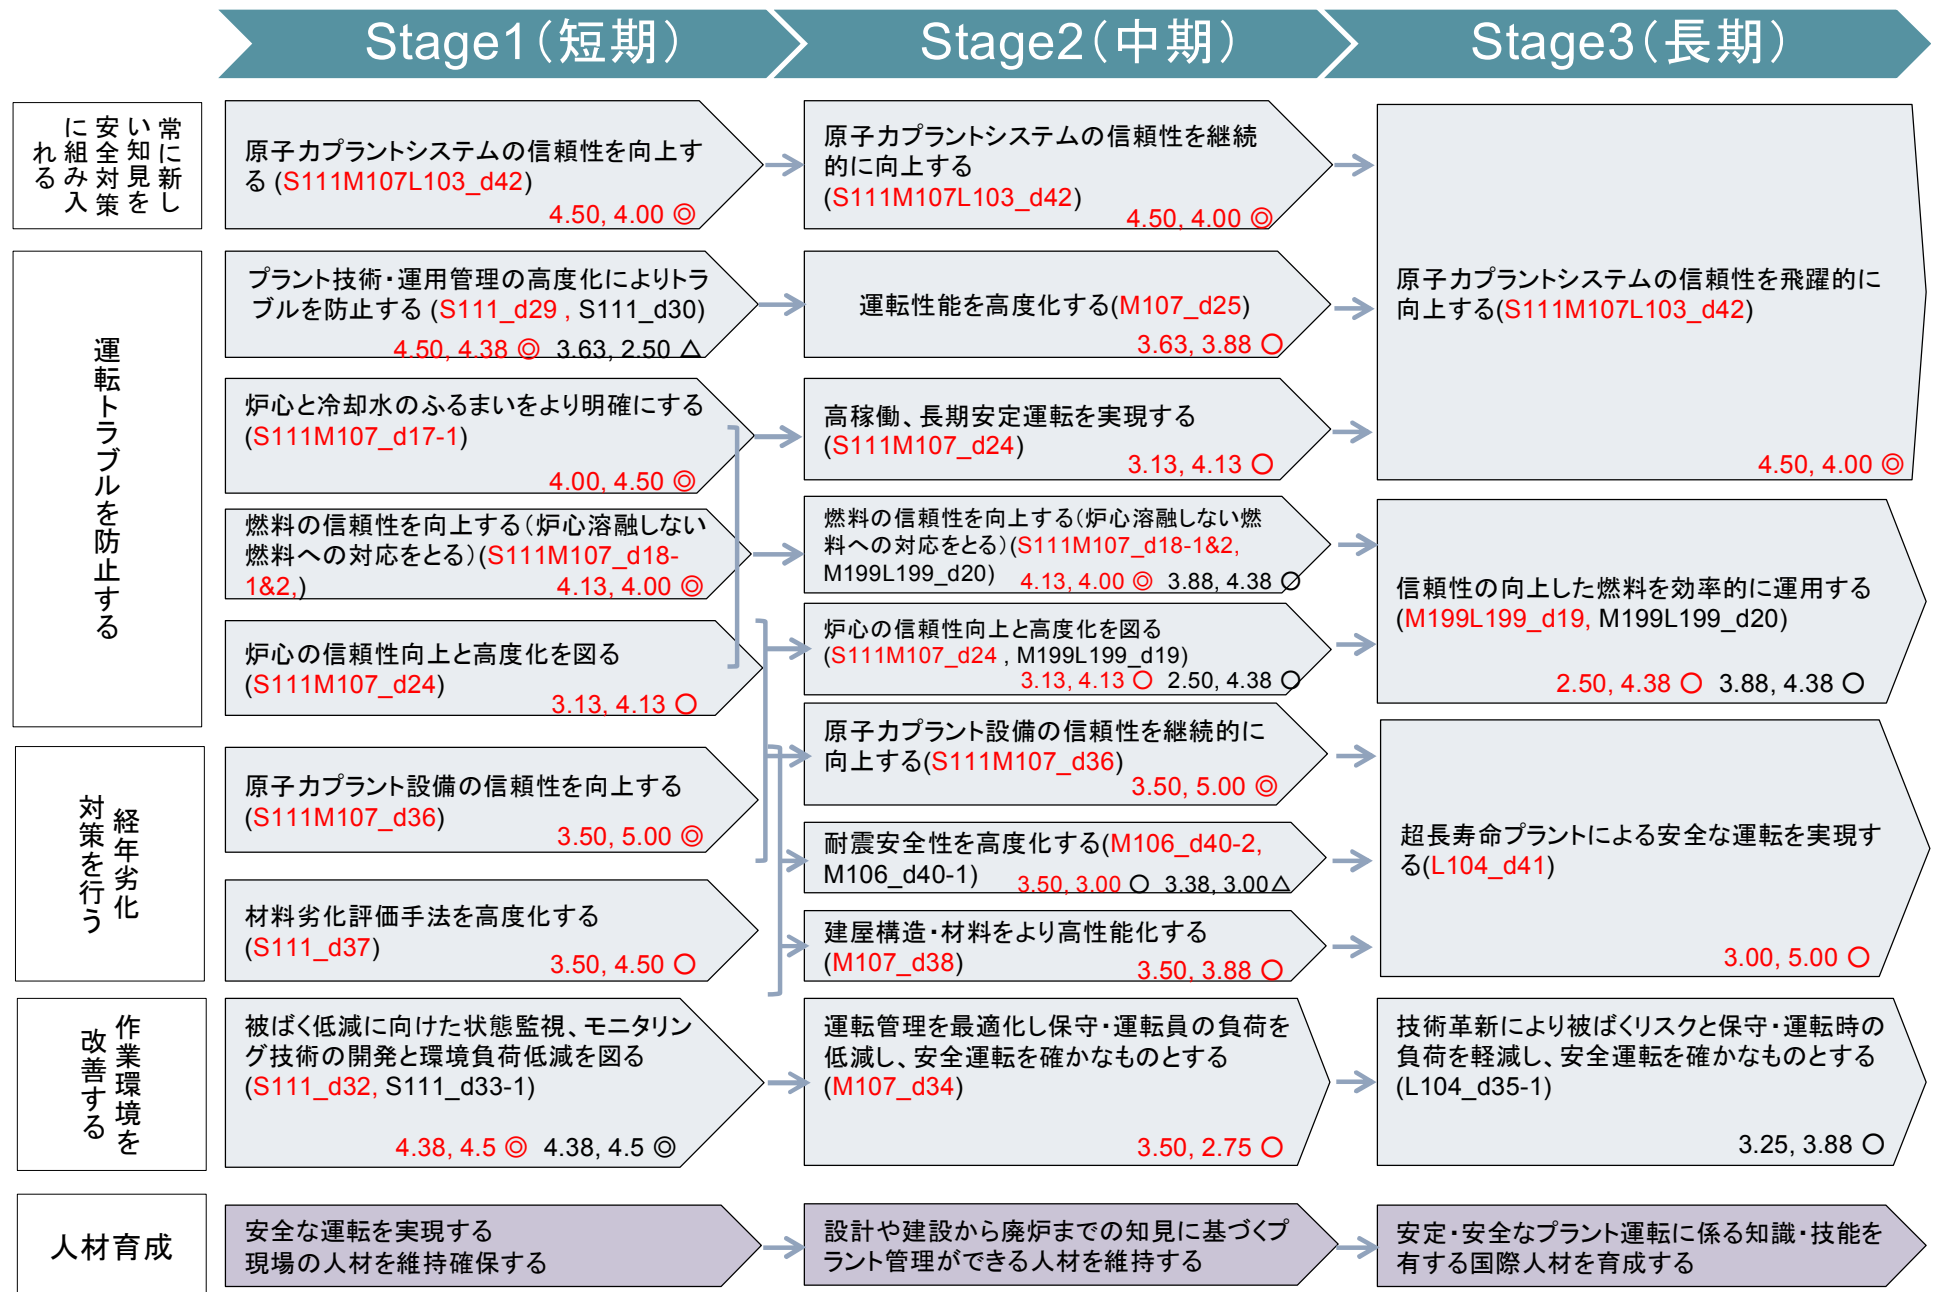 Stage1（短期）
Stage2（中期）
Stage3（長期）
常に新し
い知見を
安全対策
に組み入
れる
原子力プラントシステムの信頼性を向上す
る (S111M107L103_d42)
4.50, 4.00 ◎
原子力プラントシステムの信頼性を継続
的に向上する
(S111M107L103_d42)
4.50, 4.00 ◎
原子力プラントシステムの信頼性を飛躍的に
向上する(S111M107L103_d42)
4.50, 4.00 ◎
運転トラブルを防止する
プラント技術・運用管理の高度化によりトラ
ブルを防止する (S111_d29 , S111_d30)
4.50, 4.38 ◎ 3.63, 2.50 △
運転性能を高度化する(M107_d25)
3.63, 3.88 〇
炉心と冷却水のふるまいをより明確にする
(S111M107_d17-1)
4.00, 4.50 ◎
高稼働、長期安定運転を実現する
(S111M107_d24)
3.13, 4.13 〇
燃料の信頼性を向上する（炉心溶融しない
燃料への対応をとる）(S111M107_d18-
1&2,)
4.13, 4.00 ◎
燃料の信頼性を向上する（炉心溶融しない燃
料への対応をとる）(S111M107_d18-1&2,
M199L199_d20)
4.13, 4.00 ◎ 3.88, 4.38 〇
信頼性の向上した燃料を効率的に運用する
(M199L199_d19, M199L199_d20)
2.50, 4.38 〇 3.88, 4.38 〇
炉心の信頼性向上と高度化を図る
(S111M107_d24)
3.13, 4.13 〇
炉心の信頼性向上と高度化を図る
(S111M107_d24 , M199L199_d19)
3.13, 4.13 〇 2.50, 4.38 〇
経年劣化
対策を行う
原子力プラント設備の信頼性を向上する
(S111M107_d36)
3.50, 5.00 ◎
原子力プラント設備の信頼性を継続的に
向上する(S111M107_d36)
3.50, 5.00 ◎
耐震安全性を高度化する(M106_d40-2,
M106_d40-1)
3.50, 3.00 〇 3.38, 3.00△
超長寿命プラントによる安全な運転を実現す
る(L104_d41)
3.00, 5.00 〇
材料劣化評価手法を高度化する
(S111_d37)
3.50, 4.50 〇
建屋構造・材料をより高性能化する
(M107_d38)
3.50, 3.88 〇
作業環境を
改善する
被ばく低減に向けた状態監視、モニタリン
グ技術の開発と環境負荷低減を図る
(S111_d32, S111_d33-1)
4.38, 4.5 ◎ 4.38, 4.5 ◎
運転管理を最適化し保守・運転員の負荷を
低減し、安全運転を確かなものとする
(M107_d34)
3.50, 2.75 〇
技術革新により被ばくリスクと保守・運転時の
負荷を軽減し、安全運転を確かなものとする
(L104_d35-1)
3.25, 3.88 〇
人材育成
安全な運転を実現する
現場の人材を維持確保する
設計や建設から廃炉までの知見に基づくプ
ラント管理ができる人材を維持する
安定・安全なプラント運転に係る知識・技能を
有する国際人材を育成する